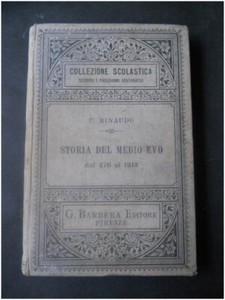 COLLEZIONE SCOLASTICA
SECONDO I PROGRAMMI GOVERNATIVI
C. RINAUDO
STORIA DEL MEDIO EVO
dal 476 al 1313
G. BARBÈRA EDITORE
FIRENZE